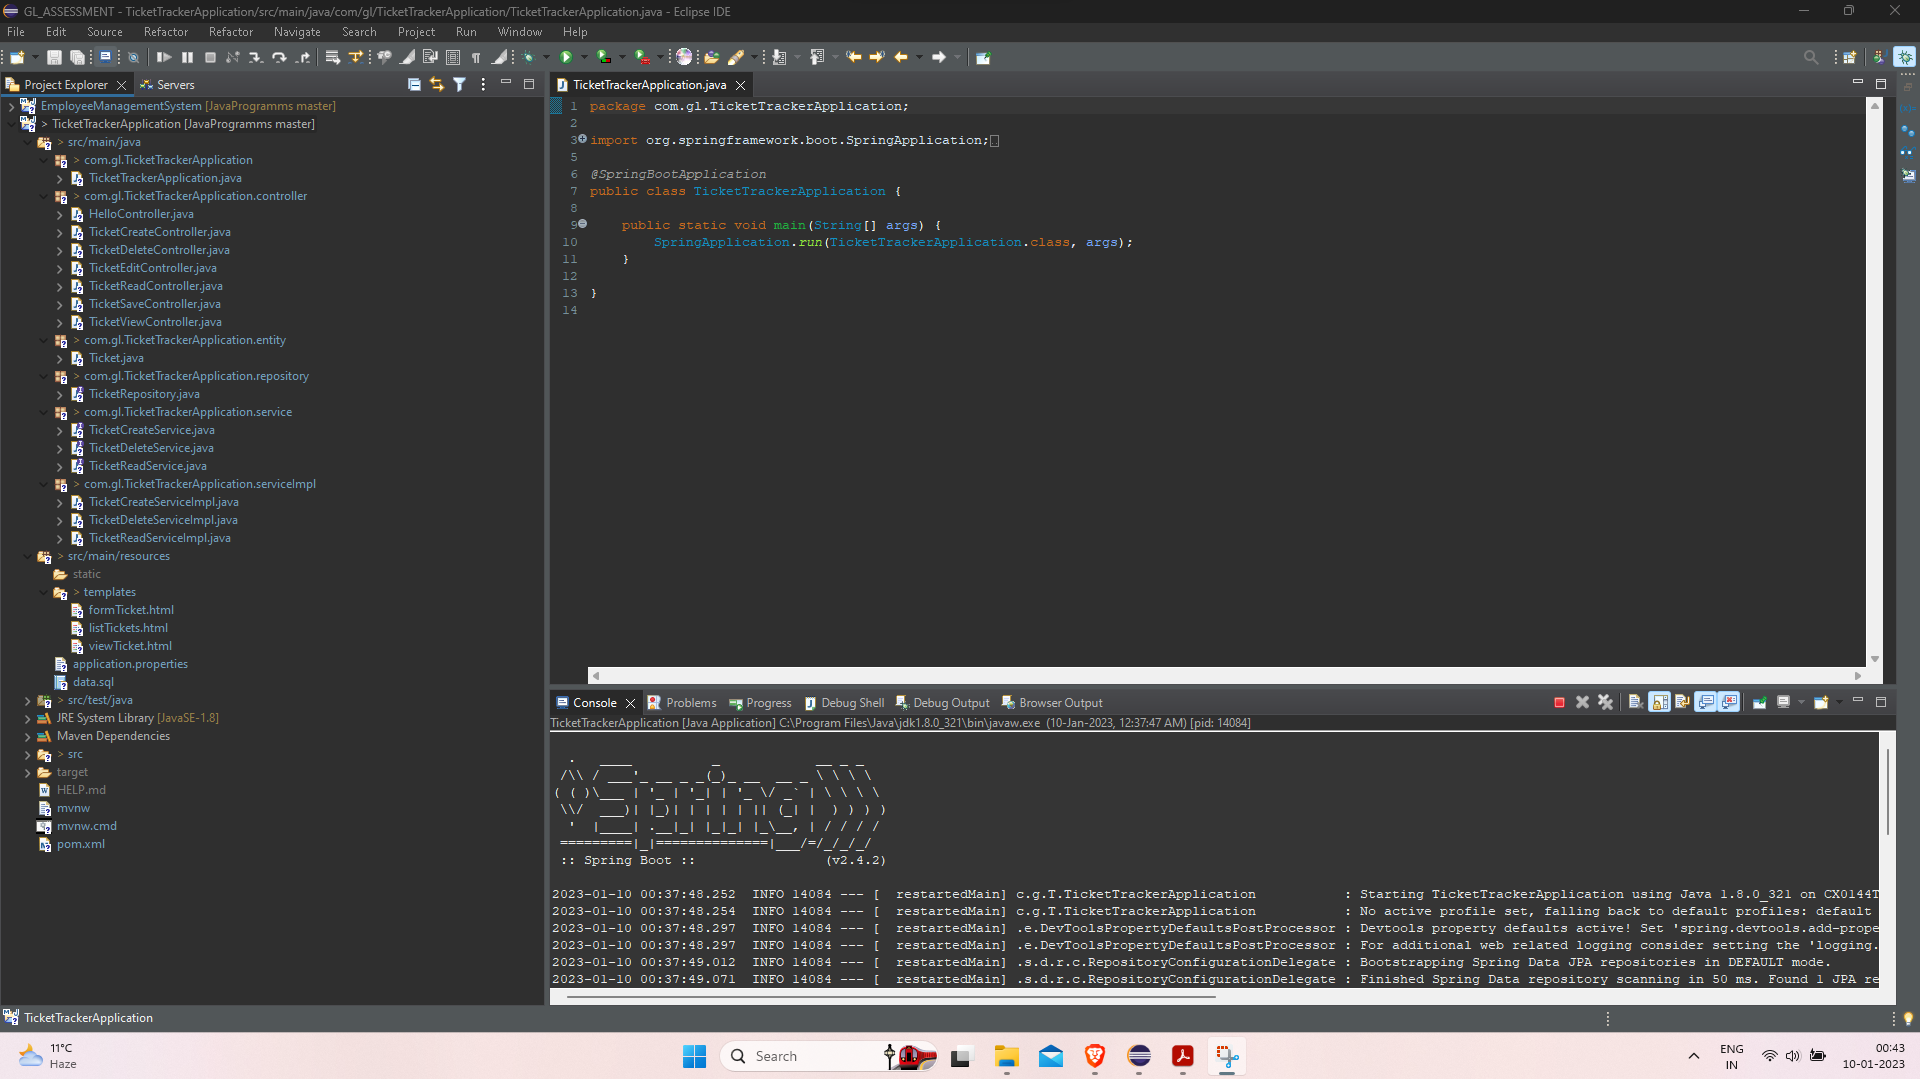 GL_ASSESSMENT - TicketTrackerApplication/src/main/java/com/gl/TicketTrackerApplication/TicketTrackerApplication.java - Eclipse IDE
File Edit Source Refactor Refactor Navigate Search Project Run Window Help
Project Explorer Servers
EmployeeManagementSystem [JavaProgramms master]
> TicketTrackerApplication [JavaProgramms master]
> src/main/java
> com.gl.TicketTrackerApplication
TicketTrackerApplication.java
> com.gl.TicketTrackerApplication.controller
HelloController.java
TicketCreateController.java
TicketDeleteController.java
TicketEditController.java
TicketReadController.java
TicketSaveController.java
TicketViewController.java
> com.gl.TicketTrackerApplication.entity
Ticket.java
> com.gl.TicketTrackerApplication.repository
TicketRepository.java
> com.gl.TicketTrackerApplication.service
TicketCreateService.java
TicketDeleteService.java
TicketReadService.java
> com.gl.TicketTrackerApplication.serviceImpl
TicketCreateServiceImpl.java
TicketDeleteServiceImpl.java
TicketReadServiceImpl.java
> src/main/resources
static
> templates
formTicket.html
listTickets.html
viewTicket.html
application.properties
data.sql
> src/test/java
JRE System Library [JavaSE-1.8]
Maven Dependencies
> src
target
HELP.md
mvnw
mvnw.cmd
pom.xml
TicketTrackerApplication.java
1 package com.gl.TicketTrackerApplication;
2
3 import org.springframework.boot.SpringApplication;
5
6 @SpringBootApplication
7 public class TicketTrackerApplication {
8
9 public static void main(String[] args) {
10 SpringApplication.run(TicketTrackerApplication.class, args);
11 }
12
13 }
14
Console Problems Progress Debug Shell Debug Output Browser Output
TicketTrackerApplication [Java Application] C:\Program Files\Java\jdk1.8.0_321\bin\javaw.exe (10-Jan-2023, 12:37:47 AM) [pid: 14084]
  .   ____          _            __ _ _
 /\\ / ___'_ __ _ _(_)_ __  __ _ \ \ \ \
( ( )\___ | '_ | '_| | '_ \/ _` | \ \ \ \
 \\/  ___)| |_)| | | | | || (_| |  ) ) ) )
  '  |____| .__|_| |_|_| |_\__, | / / / /
 =========|_|==============|___/=/_/_/_/
 :: Spring Boot ::                (v2.4.2)
2023-01-10 00:37:48.252 INFO 14084 --- [ restartedMain] c.g.T.TicketTrackerApplication : Starting TicketTrackerApplication using Java 1.8.0_321 on CX0144T
2023-01-10 00:37:48.254 INFO 14084 --- [ restartedMain] c.g.T.TicketTrackerApplication : No active profile set, falling back to default profiles: default
2023-01-10 00:37:48.297 INFO 14084 --- [ restartedMain] .e.DevToolsPropertyDefaultsPostProcessor : Devtools property defaults active! Set 'spring.devtools.add-prope
2023-01-10 00:37:48.297 INFO 14084 --- [ restartedMain] .e.DevToolsPropertyDefaultsPostProcessor : For additional web related logging consider setting the 'logging.
2023-01-10 00:37:49.012 INFO 14084 --- [ restartedMain] .s.d.r.c.RepositoryConfigurationDelegate : Bootstrapping Spring Data JPA repositories in DEFAULT mode.
2023-01-10 00:37:49.071 INFO 14084 --- [ restartedMain] .s.d.r.c.RepositoryConfigurationDelegate : Finished Spring Data repository scanning in 50 ms. Found 1 JPA re
TicketTrackerApplication
11°C
Haze
Search
ENG
IN
00:43
10-01-2023